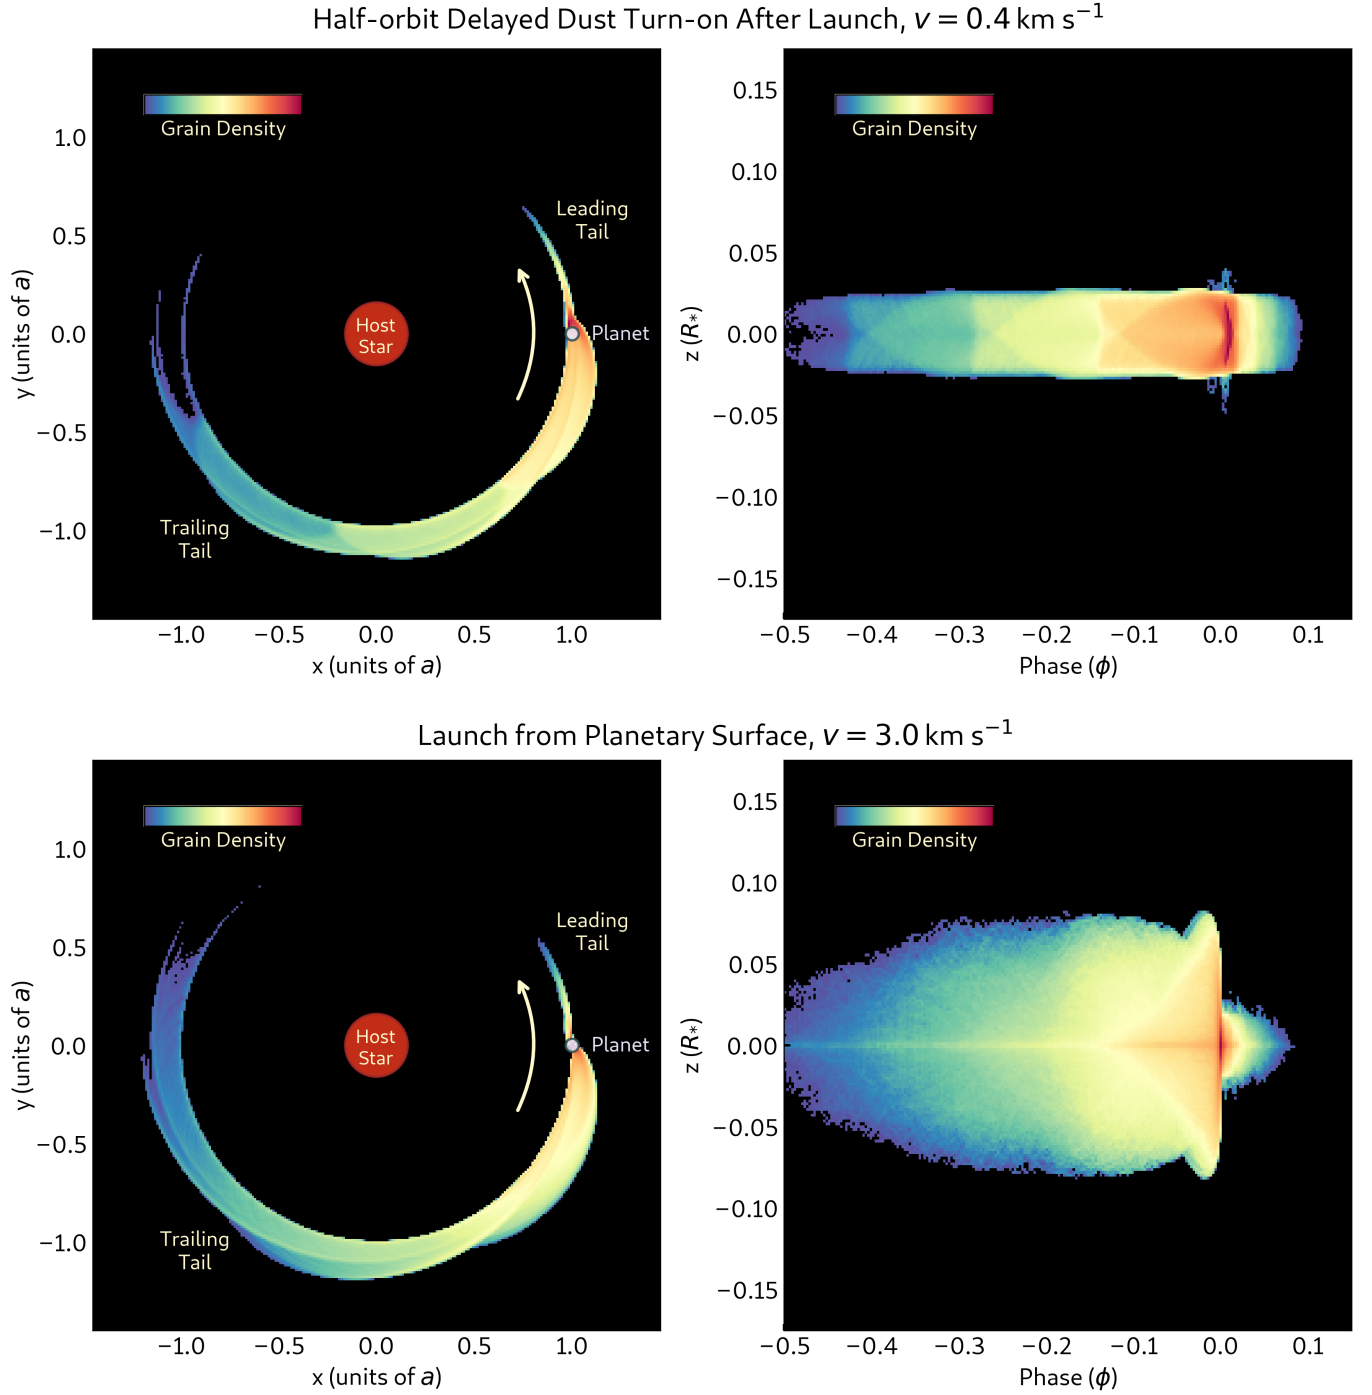 Half-orbit Delayed Dust Turn-on After Launch, v = 0.4 km s⁻¹
Grain Density
Leading
Tail
Host
Star
Planet
Trailing
Tail
1.0
0.5
0.0
−0.5
−1.0
y (units of a)
−1.0 −0.5 0.0 0.5 1.0
x (units of a)
Grain Density
0.15
0.10
0.05
0.00
−0.05
−0.10
−0.15
z (R*)
−0.5 −0.4 −0.3 −0.2 −0.1 0.0 0.1
Phase (ϕ)
Launch from Planetary Surface, v = 3.0 km s⁻¹
Grain Density
Leading
Tail
Host
Star
Planet
Trailing
Tail
1.0
0.5
0.0
−0.5
−1.0
y (units of a)
−1.0 −0.5 0.0 0.5 1.0
x (units of a)
Grain Density
0.15
0.10
0.05
0.00
−0.05
−0.10
−0.15
z (R*)
−0.5 −0.4 −0.3 −0.2 −0.1 0.0 0.1
Phase (ϕ)